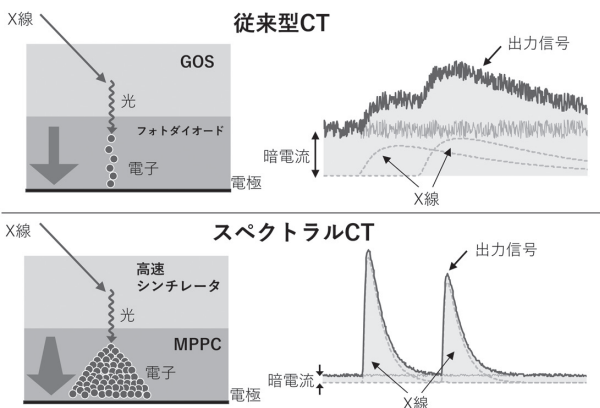 従来型CT
X線
GOS
光
フォトダイオード
電子
電極
出力信号
暗電流
X線
スペクトラルCT
X線
高速
シンチレータ
光
MPPC
電子
電極
出力信号
暗電流
X線